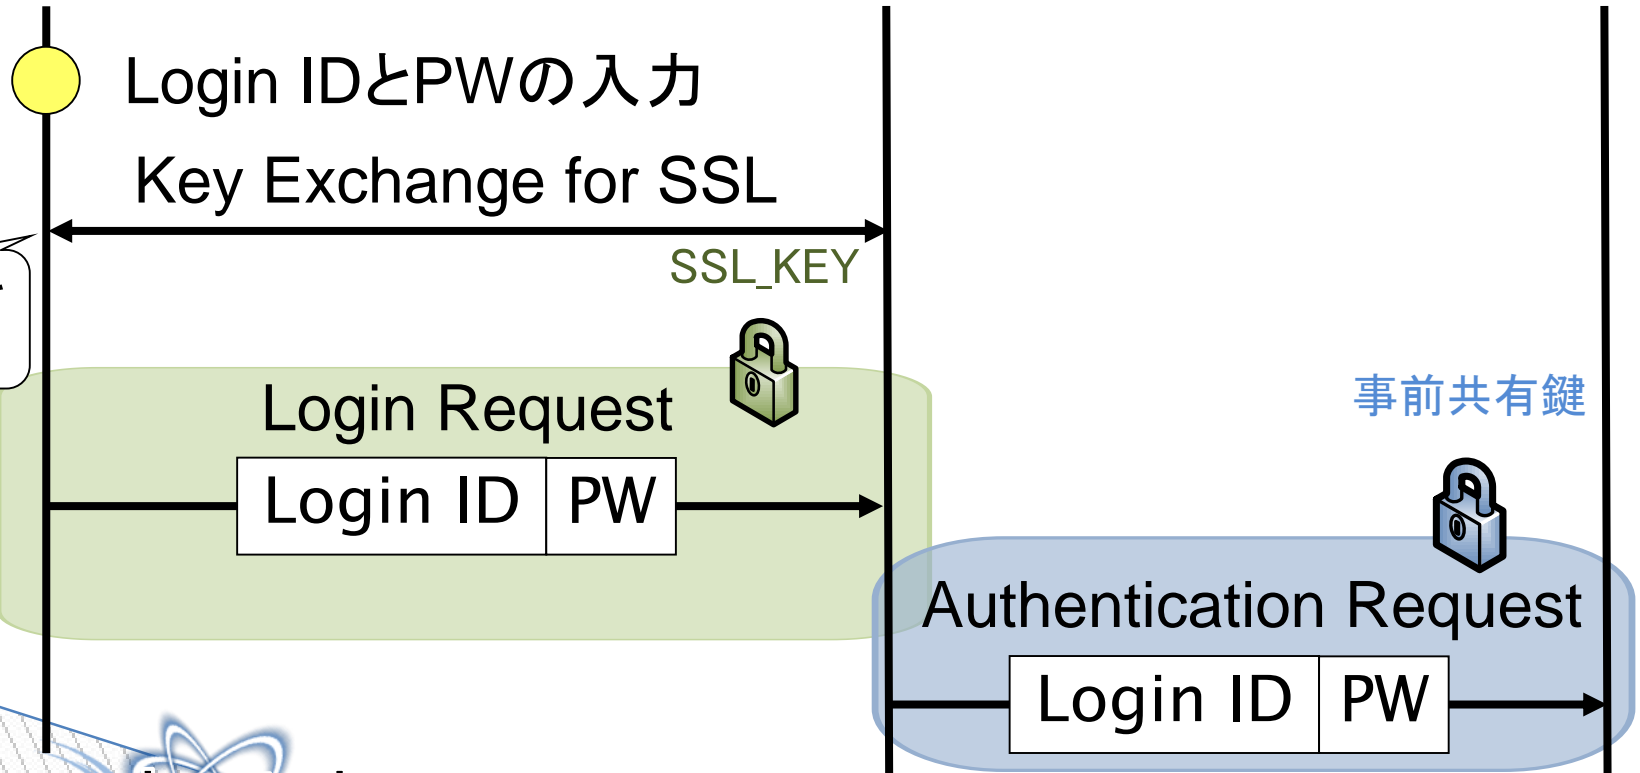 Login IDとPWの入力
Key Exchange for SSL
SSL_KEY
Login Request
事前共有鍵
Login ID PW
Authentication Request
Login ID PW